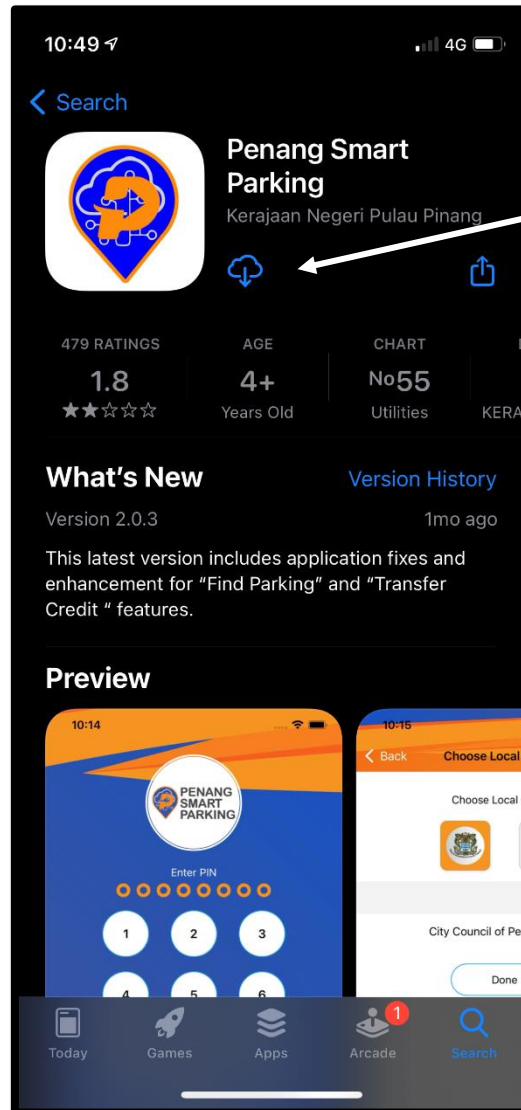 10:49
4G
Search
Penang Smart
Parking
Kerajaan Negeri Pulau Pinang
479 RATINGS
AGE
CHART
1.8
4+
No55
Years Old
Utilities
KERA
What's New
Version History
Version 2.0.3
1mo ago
This latest version includes application fixes and
enhancement for "Find Parking" and "Transfer
Credit " features.
Preview
10:14
PENANG
SMART
PARKING
Enter PIN
1 2 3
4 5 6
10:15
Back
Choose Local
Choose Local
City Council of Pe
Done
Today
Games
Apps
Arcade
1
Search